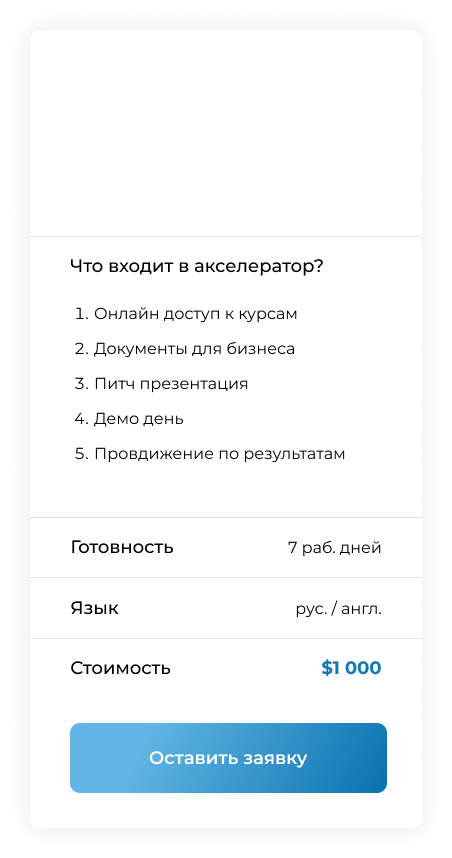 Что входит в акселератор?
1. Онлайн доступ к курсам
2. Документы для бизнеса
3. Питч презентация
4. Демо день
5. Провдижение по результатам
Готовность 7 раб. дней
Язык рус. / англ.
Стоимость $1 000
Оставить заявку